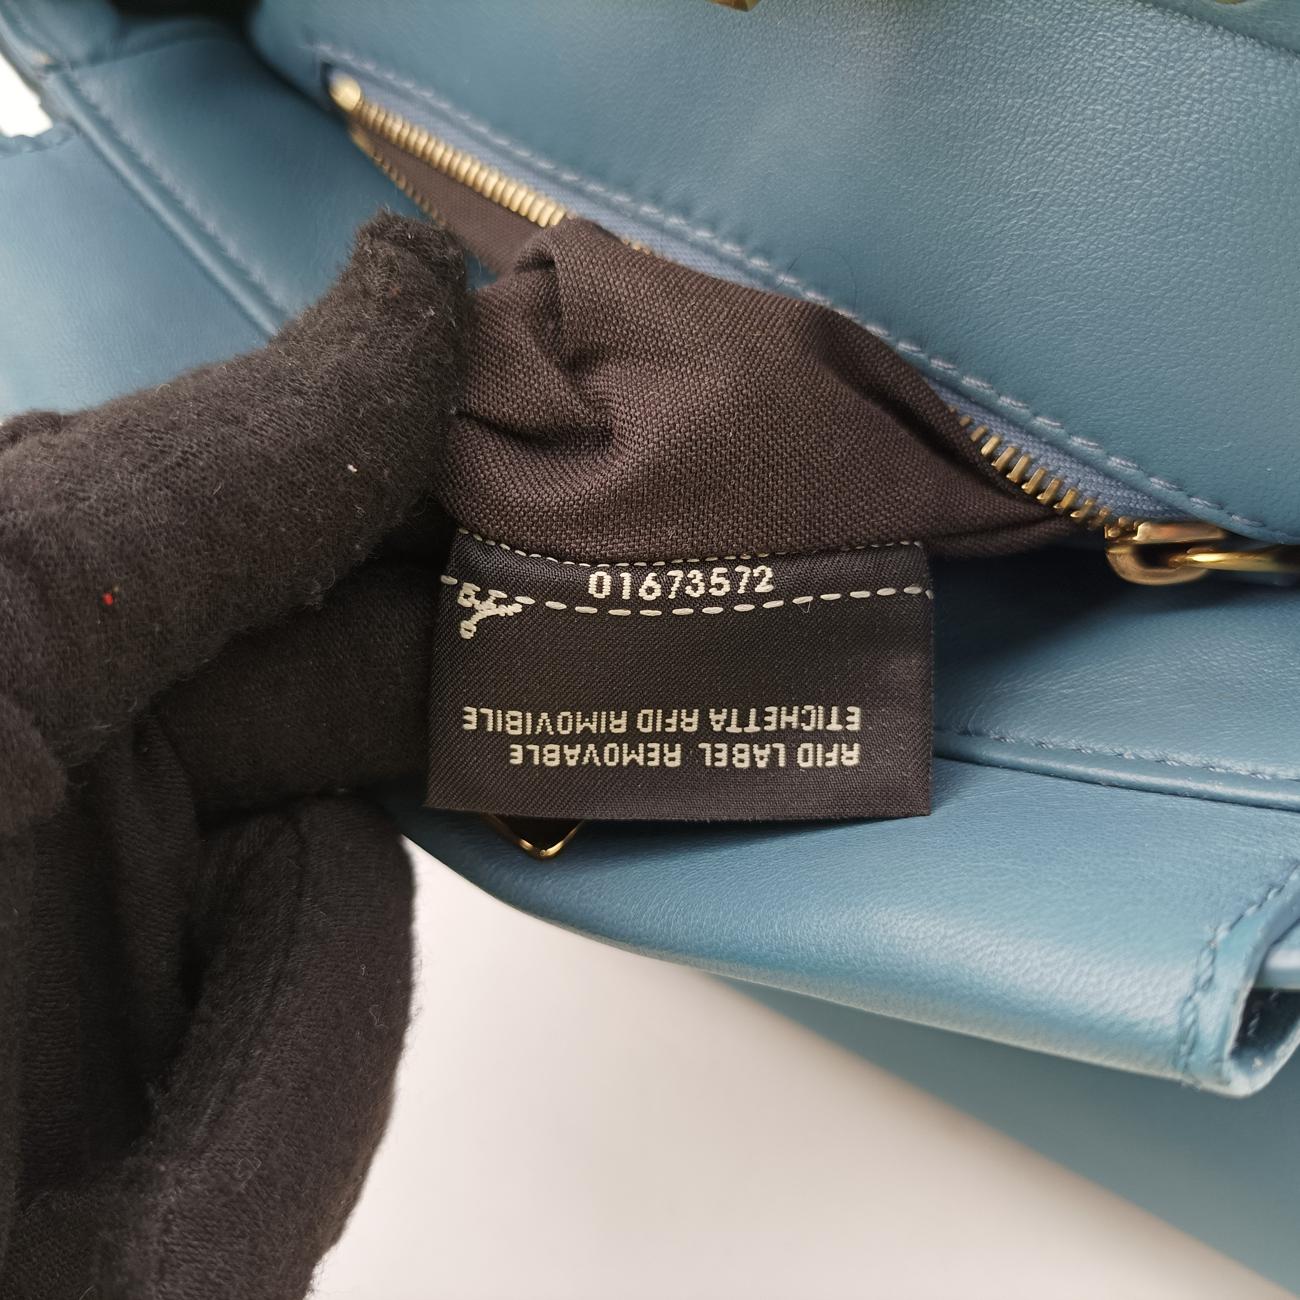 01673572
RFID LABEL REMOVABLE
ETICHETTA RFID RIMOVIBILE